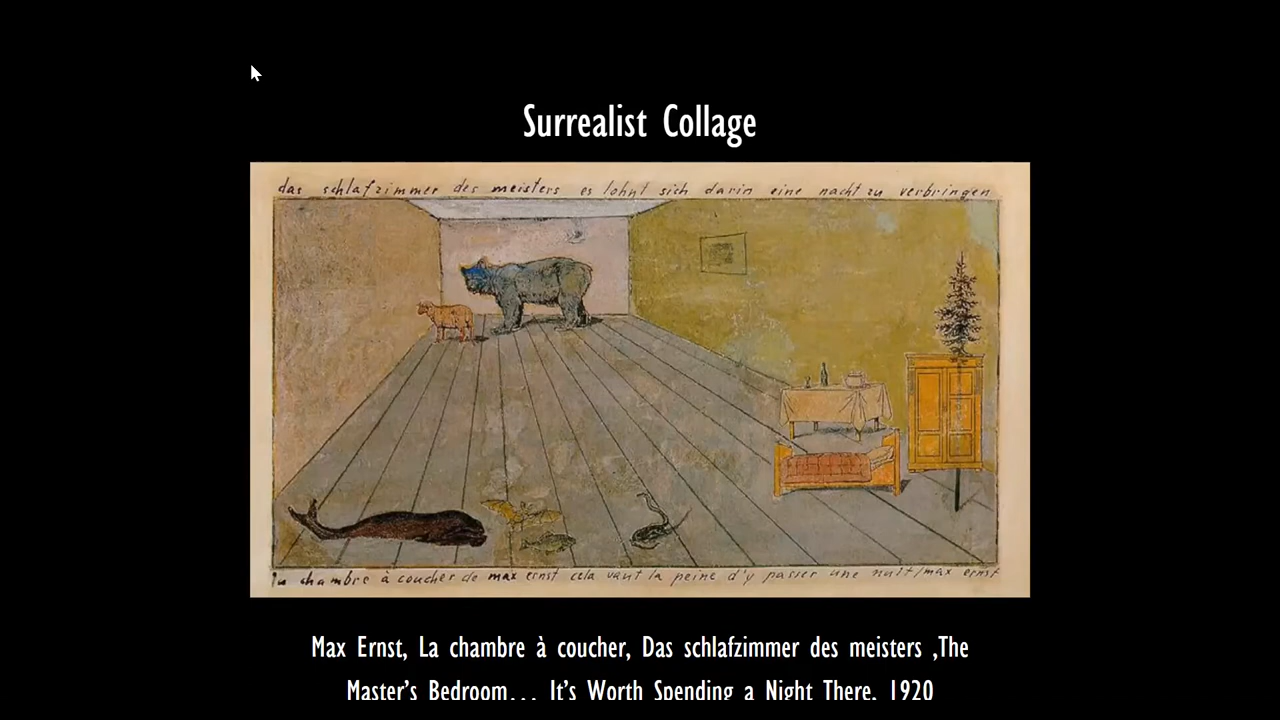 Surrealist Collage
das schlafzimmer des meisters es lohnt sich darin eine nacht zu verbringen
la chambre à coucher de max ernst cela vaut la peine d'y passer une nuit/max ernst
Max Ernst, La chambre à coucher, Das schlafzimmer des meisters ,The
Master's Bedroom... It's Worth Spending a Night There, 1920